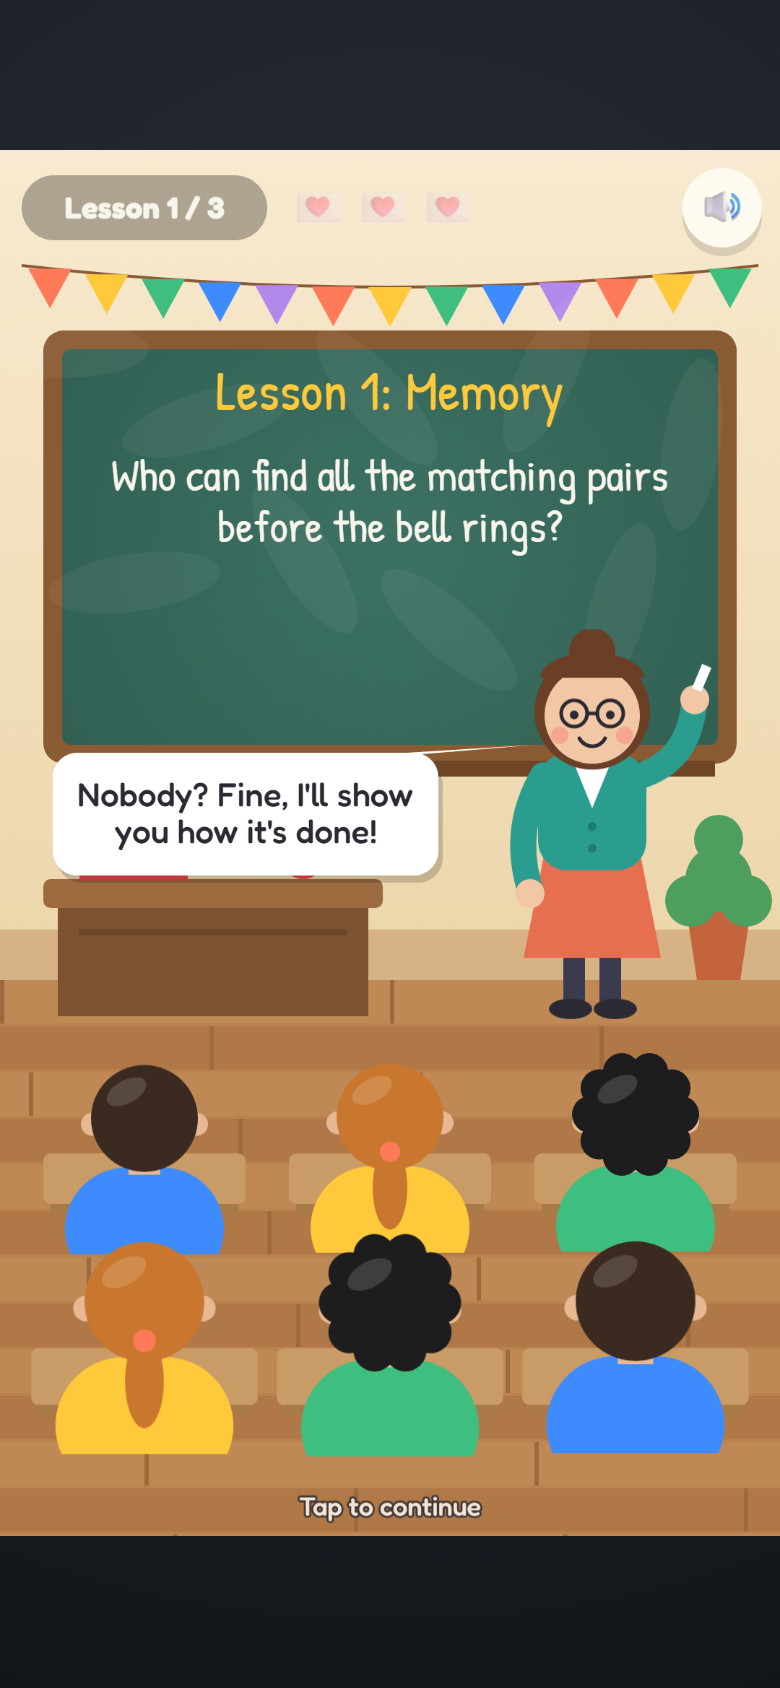 Lesson 1 / 3
Lesson 1: Memory
Who can find all the matching pairs
before the bell rings?
Nobody? Fine, I'll show
you how it's done!
Tap to continue